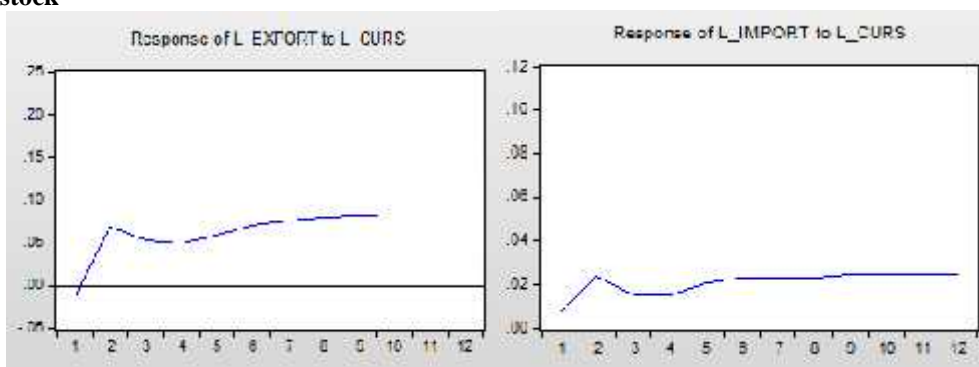 stock
Response of L_EXPORT to L_CURS
.25
.20
.15
.10
.05
.00
-.05
1 2 3 4 5 6 7 8 9 10 11 12
Response of L_IMPORT to L_CURS
.12
.10
.08
.06
.04
.02
.00
1 2 3 4 5 6 7 8 9 10 11 12